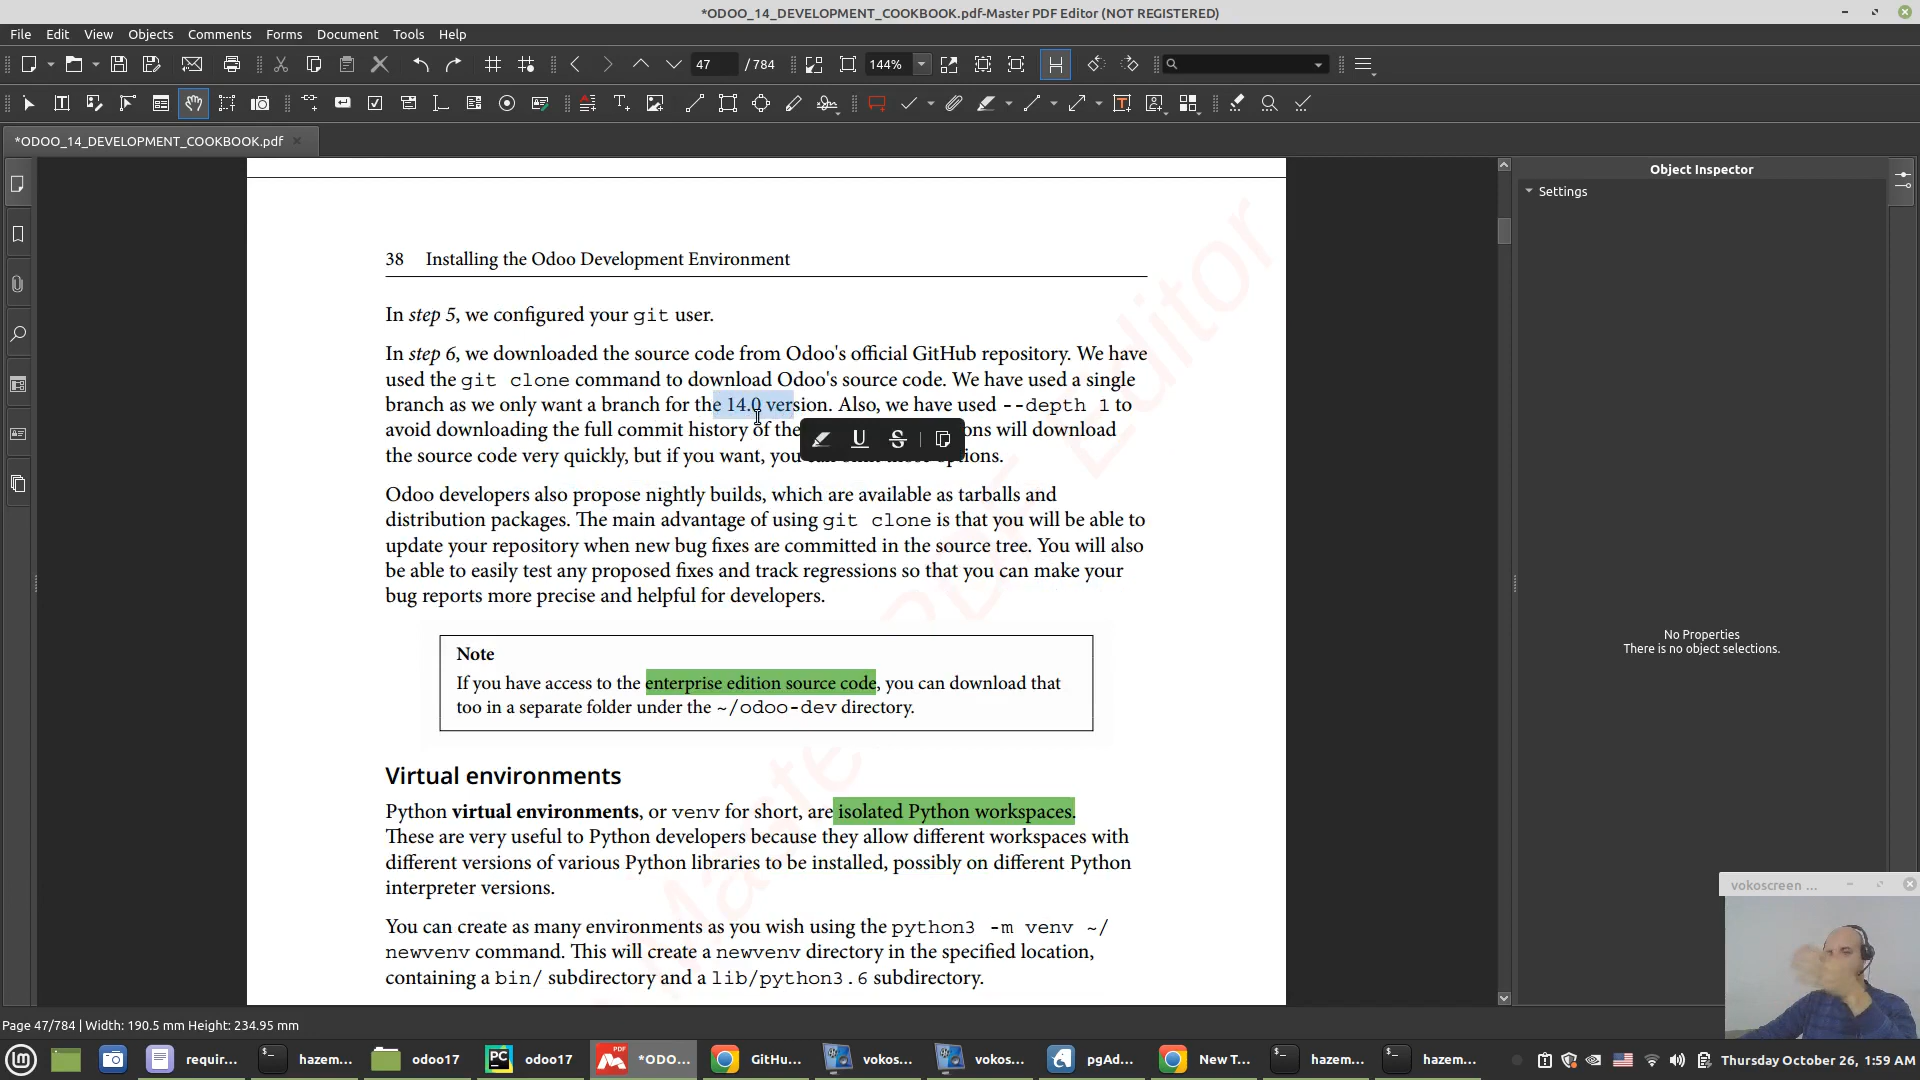 *ODOO_14_DEVELOPMENT_COOKBOOK.pdf-Master PDF Editor (NOT REGISTERED)
File Edit View Objects Comments Forms Document Tools Help
47 / 784
144%
*ODOO_14_DEVELOPMENT_COOKBOOK.pdf
Object Inspector
Settings
No Properties
There is no object selections.
38 Installing the Odoo Development Environment
In step 5, we configured your git user.
In step 6, we downloaded the source code from Odoo's official GitHub repository. We have
used the git clone command to download Odoo's source code. We have used a single
branch as we only want a branch for the 14.0 version. Also, we have used --depth 1 to
avoid downloading the full commit history of the ons will download
the source code very quickly, but if you want, you options.
Odoo developers also propose nightly builds, which are available as tarballs and
distribution packages. The main advantage of using git clone is that you will be able to
update your repository when new bug fixes are committed in the source tree. You will also
be able to easily test any proposed fixes and track regressions so that you can make your
bug reports more precise and helpful for developers.
Note
If you have access to the enterprise edition source code, you can download that
too in a separate folder under the ~/odoo-dev directory.
Virtual environments
Python virtual environments, or venv for short, are isolated Python workspaces.
These are very useful to Python developers because they allow different workspaces with
different versions of various Python libraries to be installed, possibly on different Python
interpreter versions.
You can create as many environments as you wish using the python3 -m venv ~/
newvenv command. This will create a newvenv directory in the specified location,
containing a bin/ subdirectory and a lib/python3.6 subdirectory.
vokoscreen ...
Page 47/784 | Width: 190.5 mm Height: 234.95 mm
requir... hazem... odoo17 odoo17 *ODO... GitHu... vokos... vokos... pgAd... New T... hazem... hazem... Thursday October 26, 1:59 AM